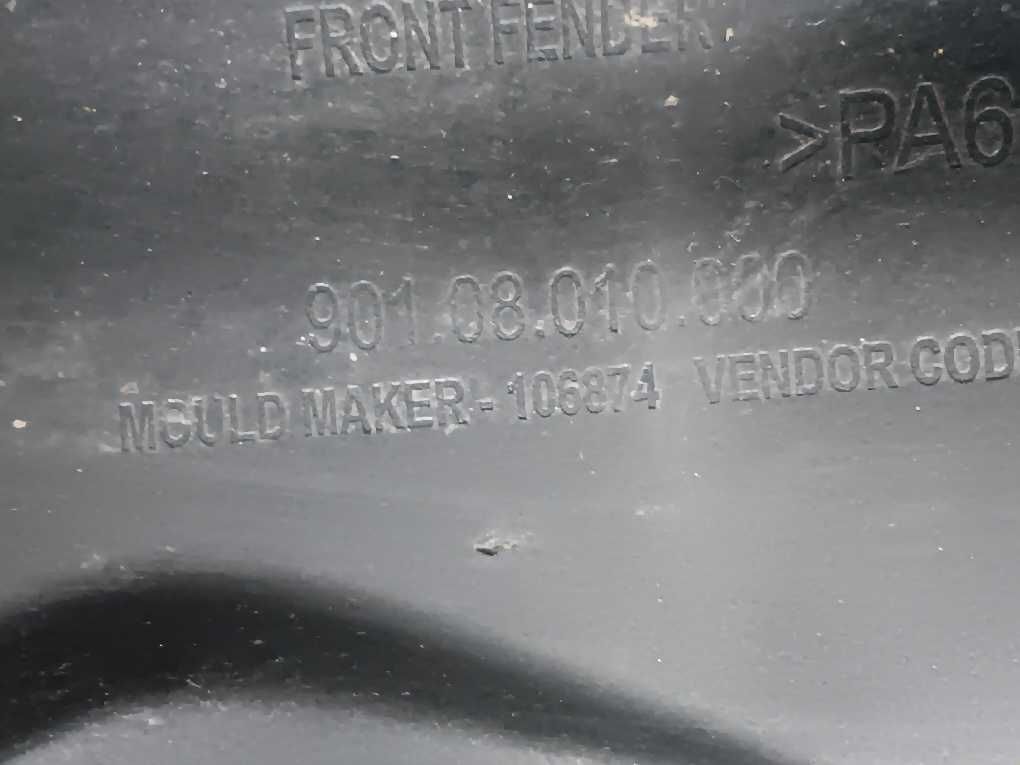 FRONT FENDER
>PA6
901.08.010.000
MOULD MAKER - 106874 VENDOR CODE